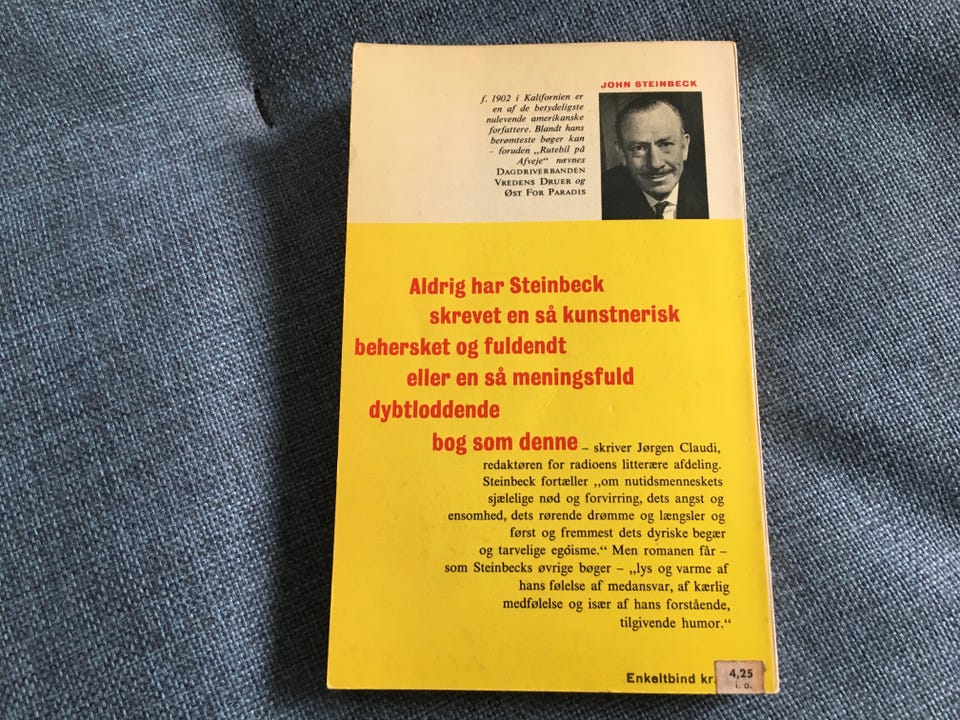 JOHN STEINBECK
f. 1902 i Kalifornien er
en af de betydeligste
nulevende amerikanske
forfattere. Blandt hans
berømteste bøger kan
– foruden „Rutebil på
Afveje“ nævnes
DAGDRIVERBANDEN
VREDENS DRUER og
ØST FOR PARADIS
Aldrig har Steinbeck
skrevet en så kunstnerisk
behersket og fuldendt
eller en så meningsfuld
dybtloddende
bog som denne – skriver Jørgen Claudi,
redaktøren for radioens litterære afdeling.
Steinbeck fortæller „om nutidsmenneskets
sjælelige nød og forvirring, dets angst og
ensomhed, dets rørende drømme og længsler og
først og fremmest dets dyriske begær
og tarvelige egóisme.“ Men romanen får –
som Steinbecks øvrige bøger – „lys og varme af
hans følelse af medansvar, af kærlig
medfølelse og især af hans forstående,
tilgivende humor.“
Enkeltbind kr. 4,25
i. o.